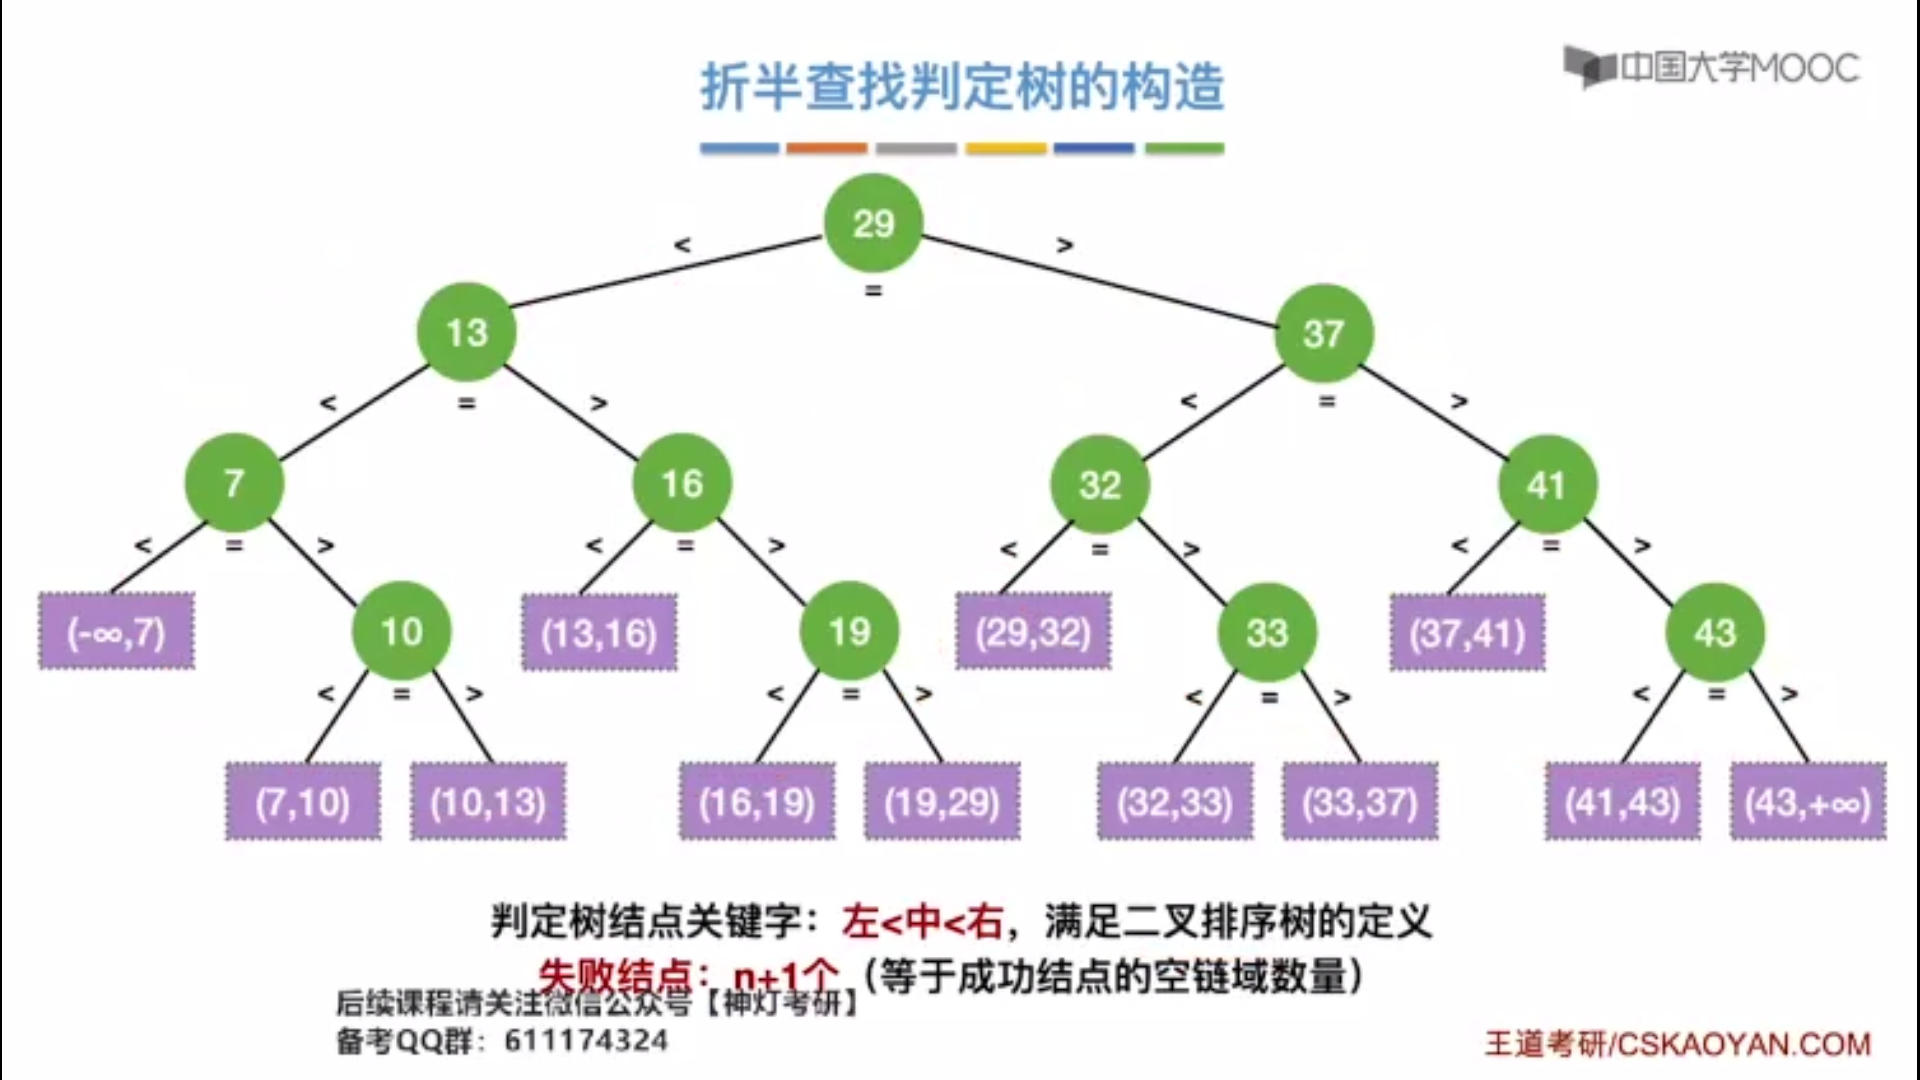 折半查找判定树的构造
中国大学MOOC
29
< = >
13
37
< = >
< = >
7
16
32
41
< = >
< = >
< = >
< = >
(-∞,7)
10
(13,16)
19
(29,32)
33
(37,41)
43
< = >
< = >
< = >
< = >
(7,10)
(10,13)
(16,19)
(19,29)
(32,33)
(33,37)
(41,43)
(43,+∞)
判定树结点关键字：左<中<右，满足二叉排序树的定义
失败结点：n+1个（等于成功结点的空链域数量）
后续课程请关注微信公众号【神灯考研】
备考QQ群：611174324
王道考研/CSKAOYAN.COM